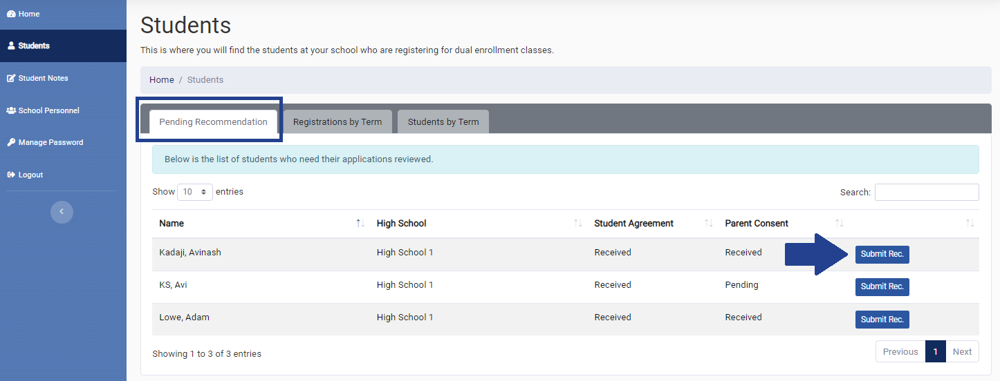 Home
Students
Student Notes
School Personnel
Manage Password
Logout
Students
This is where you will find the students at your school who are registering for dual enrollment classes.
Home / Students
Pending Recommendation Registrations by Term Students by Term
Below is the list of students who need their applications reviewed.
Show 10 entries Search:
Name High School Student Agreement Parent Consent
Kadaji, Avinash High School 1 Received Received Submit Rec.
KS, Avi High School 1 Received Pending Submit Rec.
Lowe, Adam High School 1 Received Received Submit Rec.
Showing 1 to 3 of 3 entries Previous 1 Next